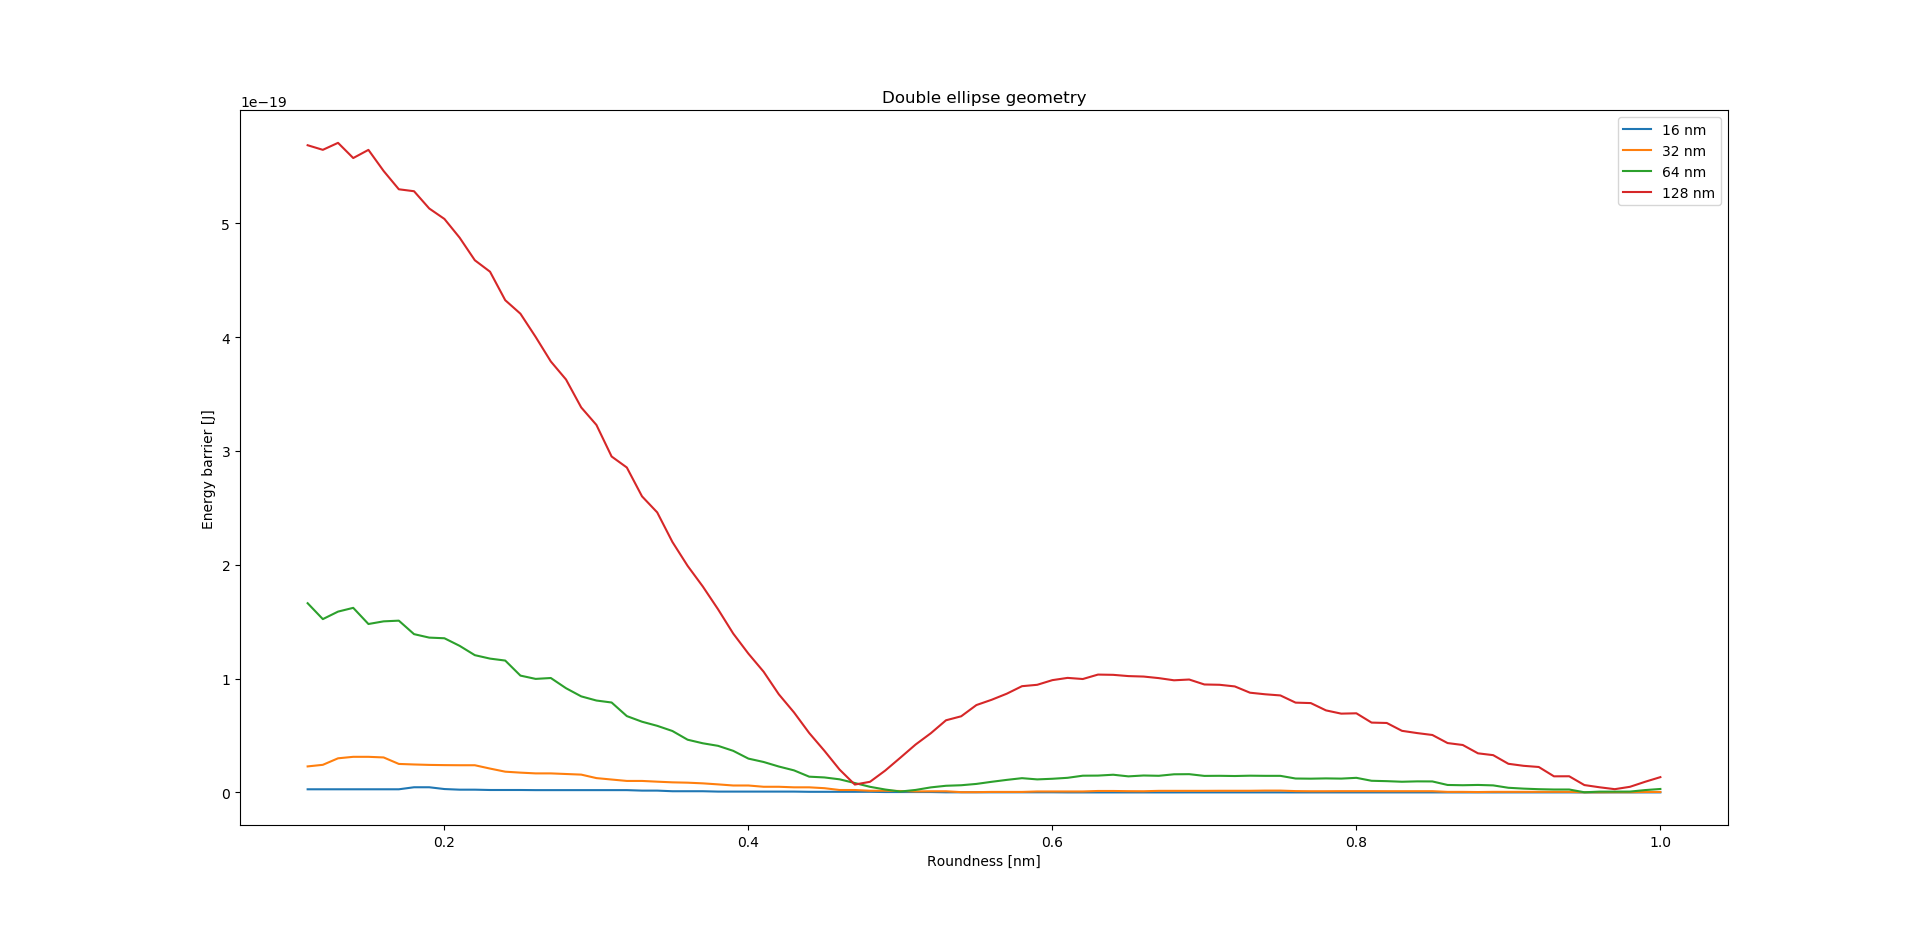 Double ellipse geometry
1e−19
16 nm
32 nm
64 nm
128 nm
5
4
3
2
1
0
Energy barrier [J]
0.2 0.4 0.6 0.8 1.0
Roundness [nm]